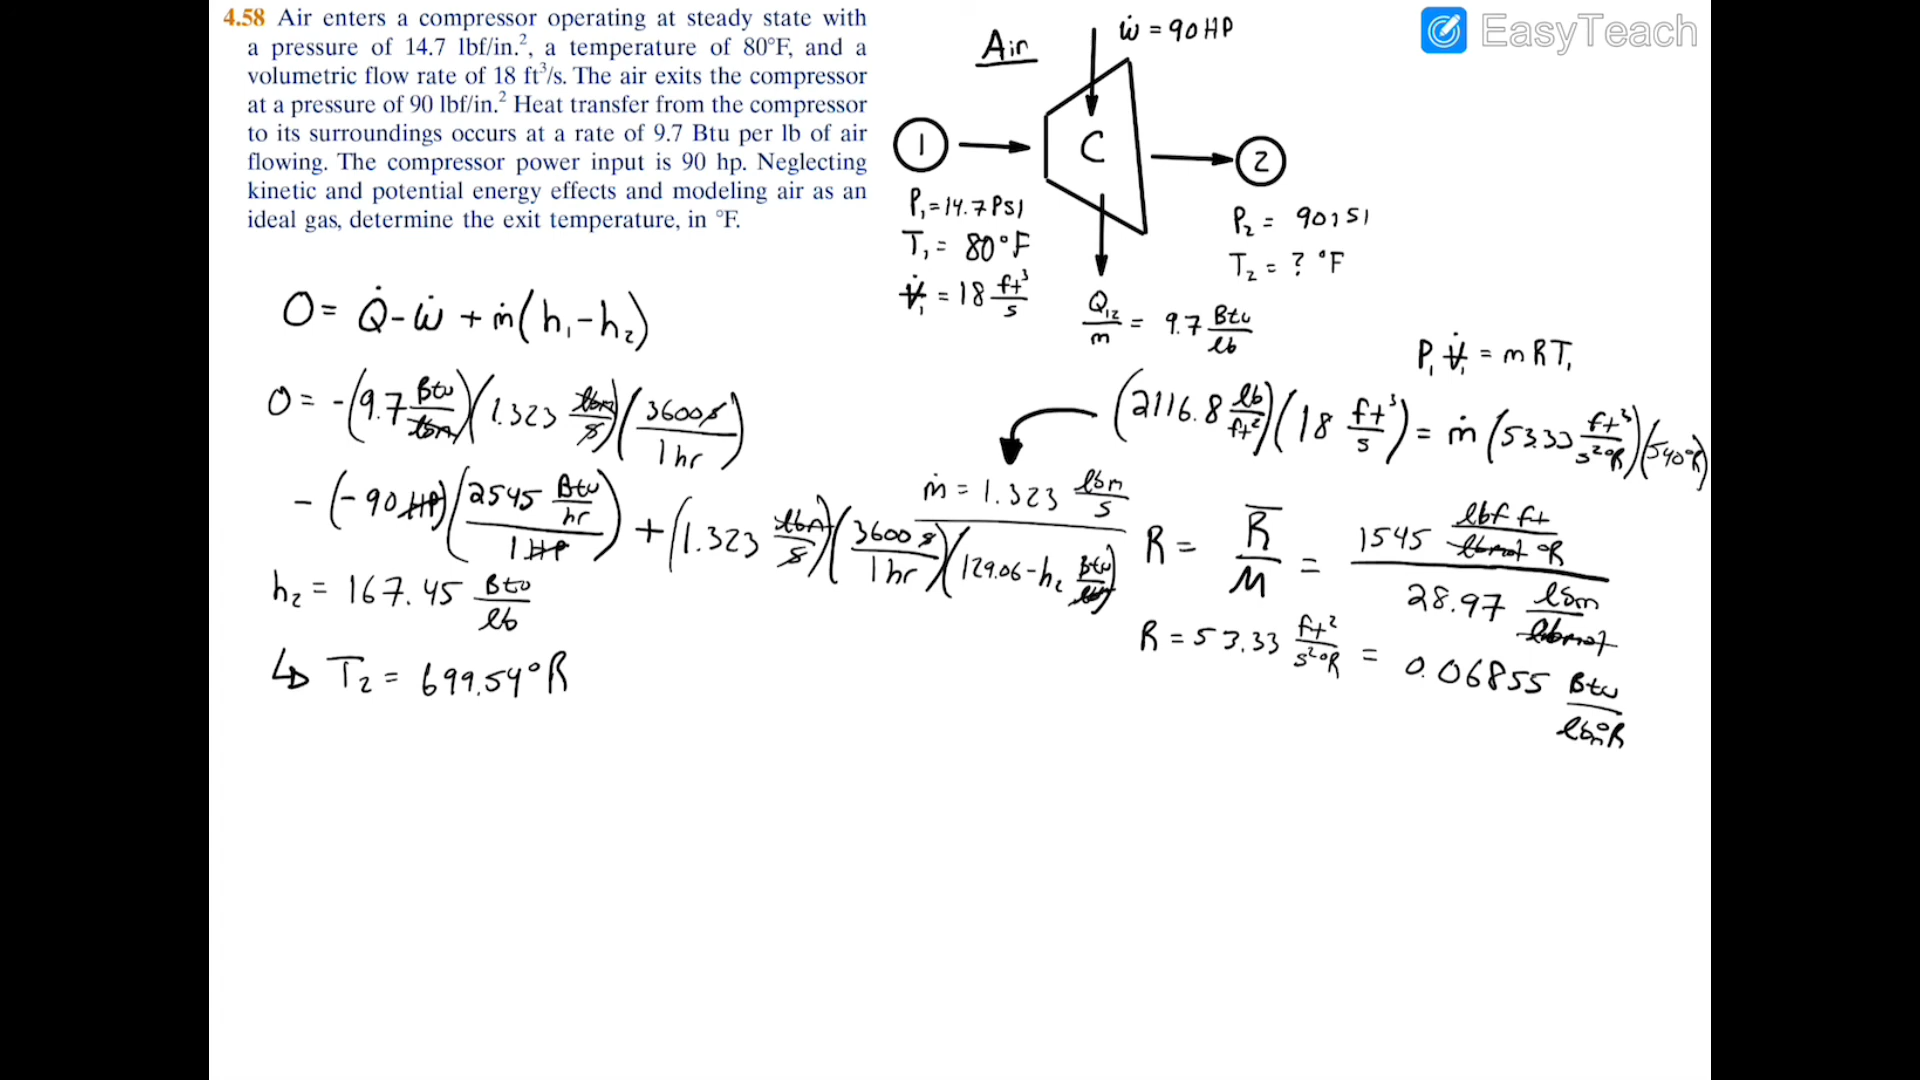 4.58 Air enters a compressor operating at steady state with
a pressure of 14.7 lbf/in.², a temperature of 80°F, and a
volumetric flow rate of 18 ft³/s. The air exits the compressor
at a pressure of 90 lbf/in.² Heat transfer from the compressor
to its surroundings occurs at a rate of 9.7 Btu per lb of air
flowing. The compressor power input is 90 hp. Neglecting
kinetic and potential energy effects and modeling air as an
ideal gas, determine the exit temperature, in °F.
EasyTeach
Air
Ẇ = 90 HP
1
C
2
P₁ = 14.7 PSI
T₁ = 80°F
V̇₁ = 18 ft³/s
Q₁₂/m = 9.7 Btu/lb
P₂ = 90 PSI
T₂ = ? °F
0 = Q̇ - Ẇ + ṁ(h₁ - h₂)
0 = -(9.7 Btu/lbm)(1.323 lbm/s)(3600 s/1 hr)
- (-90 HP)(2545 Btu/hr / 1 HP) + (1.323 lbm/s)(3600 s/1 hr)(129.06 - h₂ Btu/lbm)
h₂ = 167.45 Btu/lb
↳ T₂ = 699.54°R
P₁ V̇₁ = m R T₁
(2116.8 lb/ft²)(18 ft³/s) = ṁ (53.33 ft³/s²°R)(540°R)
ṁ = 1.323 lbm/s
R = R̅/M = 1545 lbf ft/lbmol °R / 28.97 lbm/lbmol
R = 53.33 ft²/s²°R = 0.06855 Btu/lbm°R